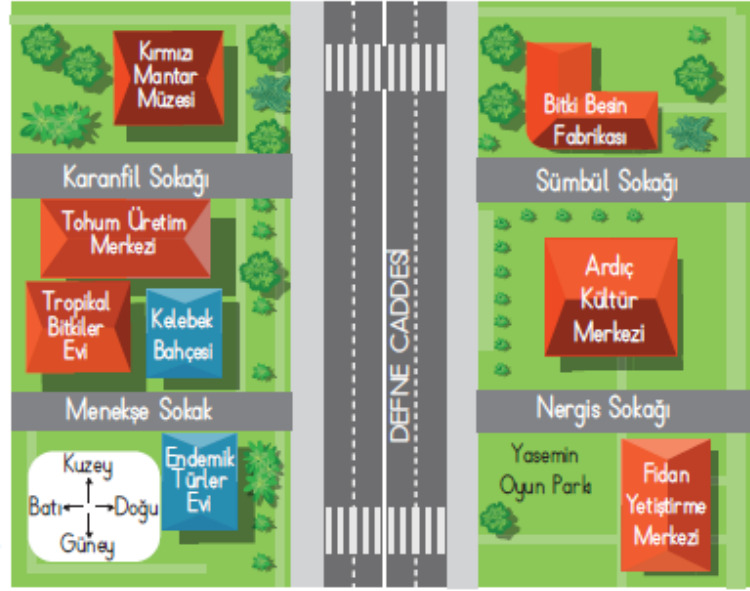 Kırmızı
Mantar
Müzesi
Bitki Besin
Fabrikası
Karanfil Sokağı
Sümbül Sokağı
Tohum Üretim
Merkezi
Tropikal
Bitkiler
Evi
Kelebek
Bahçesi
DEFNE CADDESİ
Ardıç
Kültür
Merkezi
Menekşe Sokak
Nergis Sokağı
Kuzey
Batı
Doğu
Güney
Endemik
Türler
Evi
Yasemin
Oyun Parkı
Fidan
Yetiştirme
Merkezi